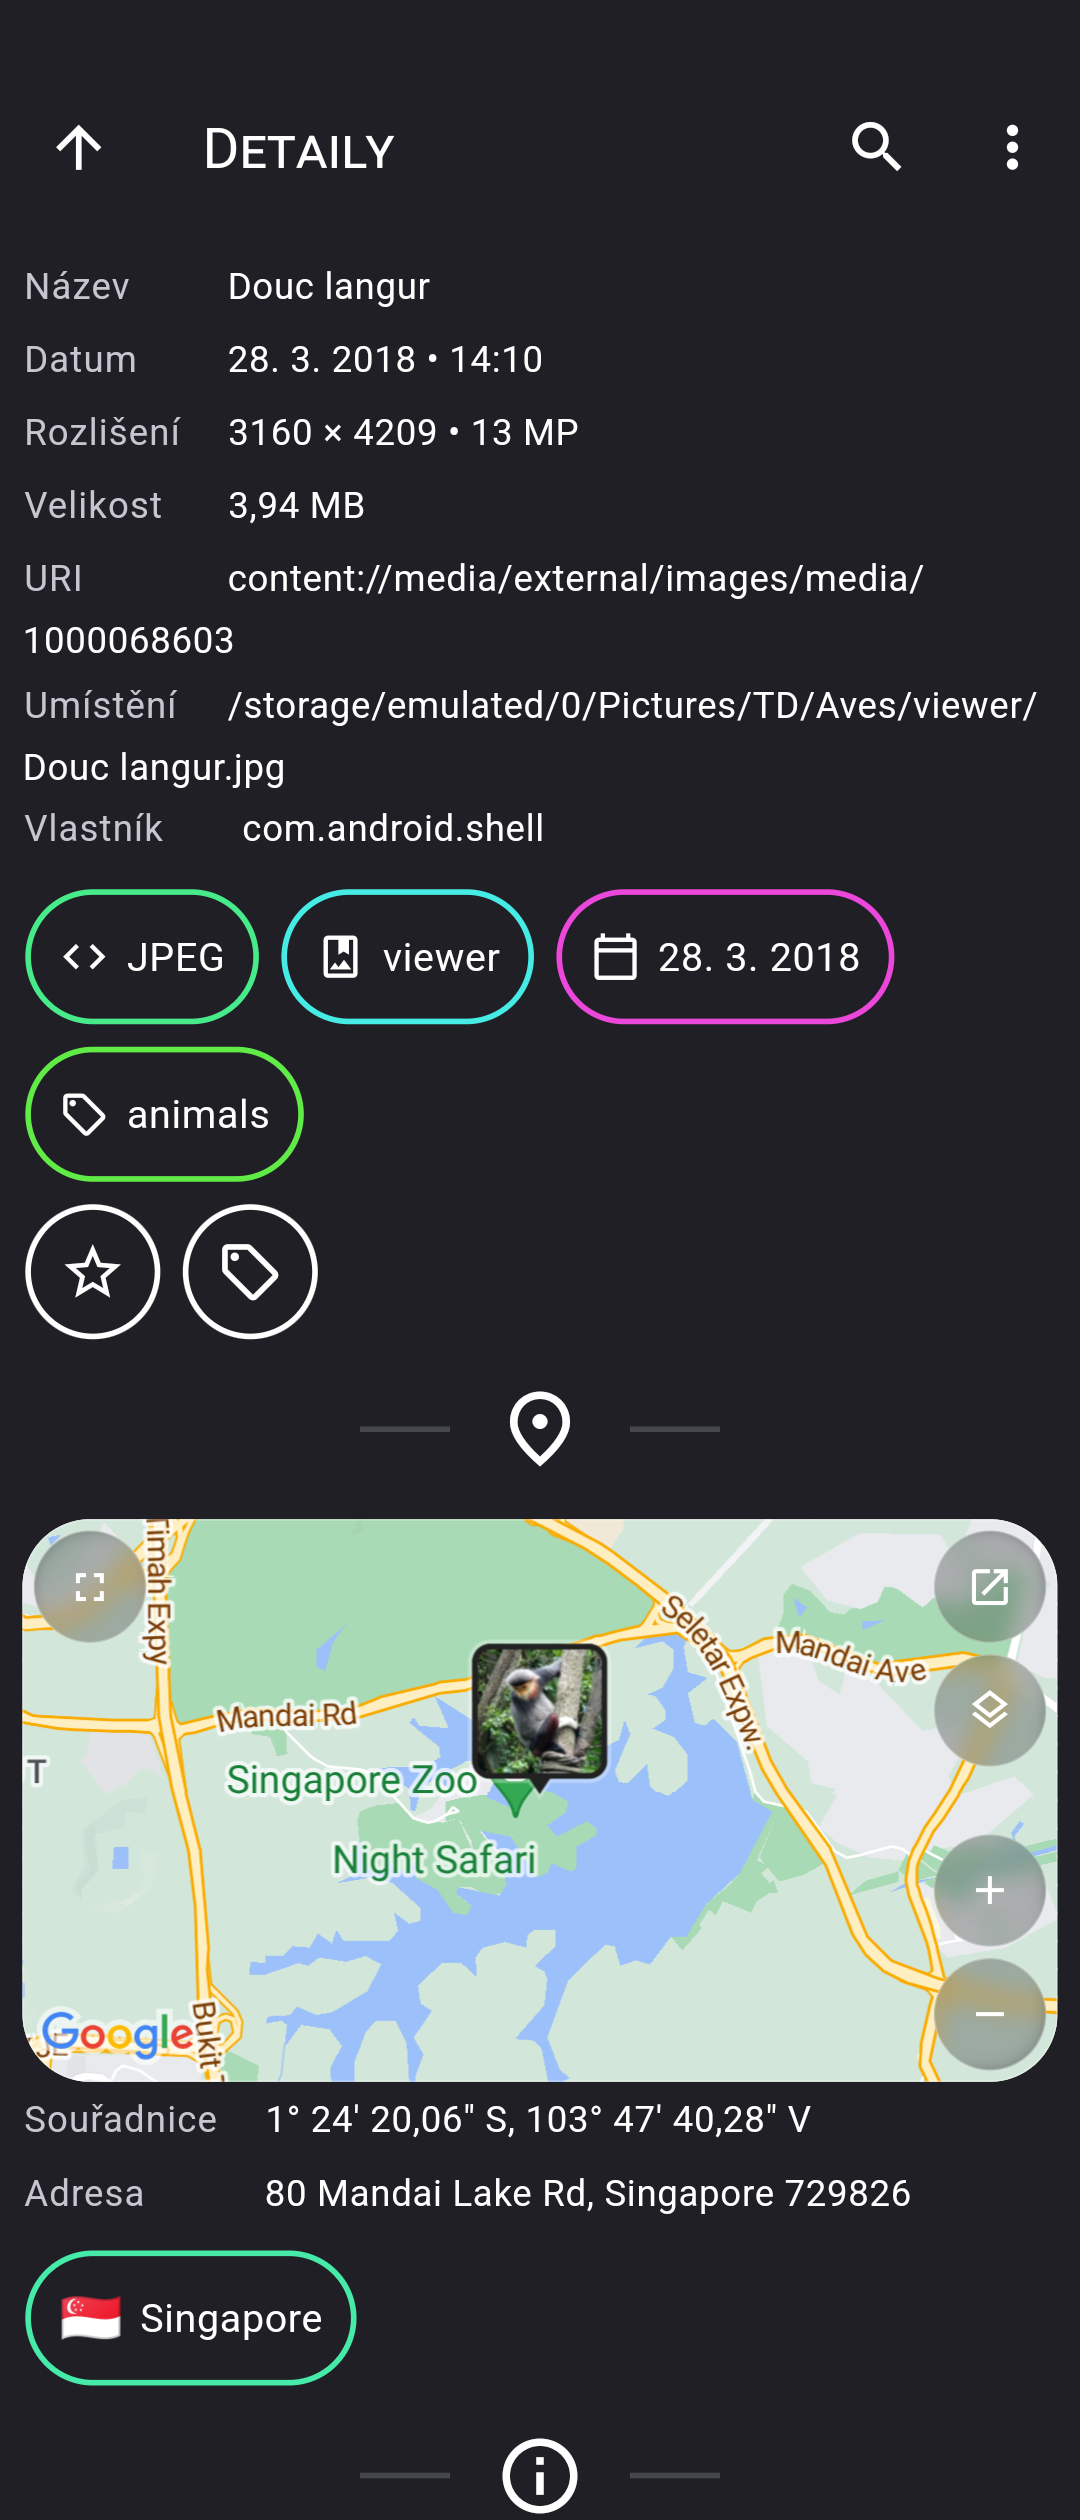 Detaily
Název Douc langur
Datum 28. 3. 2018 • 14:10
Rozlišení 3160 × 4209 • 13 MP
Velikost 3,94 MB
URI content://media/external/images/media/
1000068603
Umístění /storage/emulated/0/Pictures/TD/Aves/viewer/
Douc langur.jpg
Vlastník com.android.shell
JPEG viewer 28. 3. 2018
animals
Timah Expy
Seletar Expw.
Mandai Ave
Mandai Rd
T
Singapore Zoo
Night Safari
Bukit
Google
Souřadnice 1° 24' 20,06" S, 103° 47' 40,28" V
Adresa 80 Mandai Lake Rd, Singapore 729826
Singapore